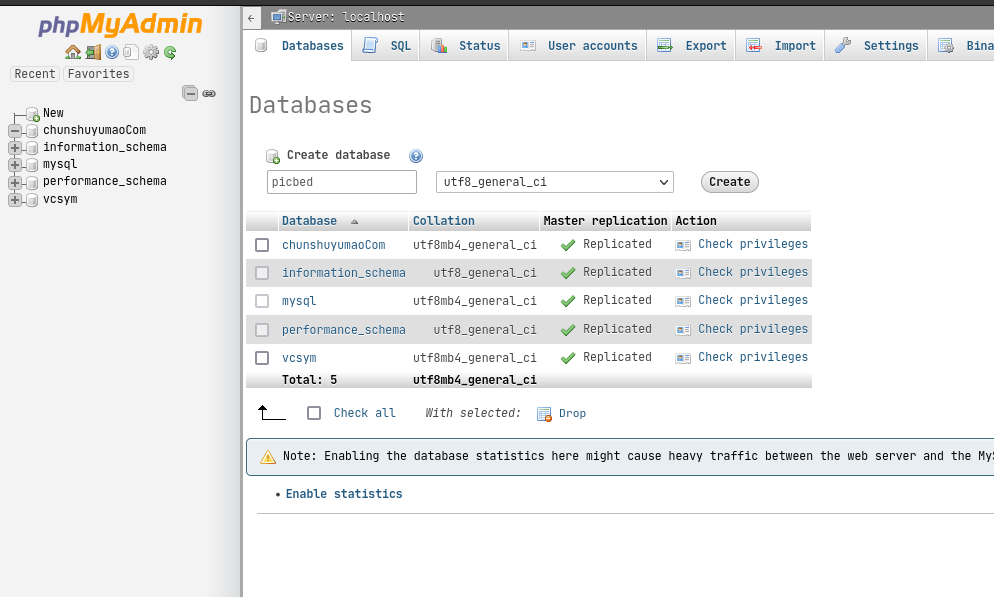 phpMyAdmin
Recent Favorites
New
chunshuyumaoCom
information_schema
mysql
performance_schema
vcsym
Server: localhost
Databases SQL Status User accounts Export Import Settings Bina
Databases
Create database
picbed utf8_general_ci Create
Database Collation Master replication Action
chunshuyumaoCom utf8mb4_general_ci Replicated Check privileges
information_schema utf8_general_ci Replicated Check privileges
mysql utf8mb4_general_ci Replicated Check privileges
performance_schema utf8_general_ci Replicated Check privileges
vcsym utf8mb4_general_ci Replicated Check privileges
Total: 5 utf8mb4_general_ci
Check all With selected: Drop
Note: Enabling the database statistics here might cause heavy traffic between the web server and the MyS
• Enable statistics